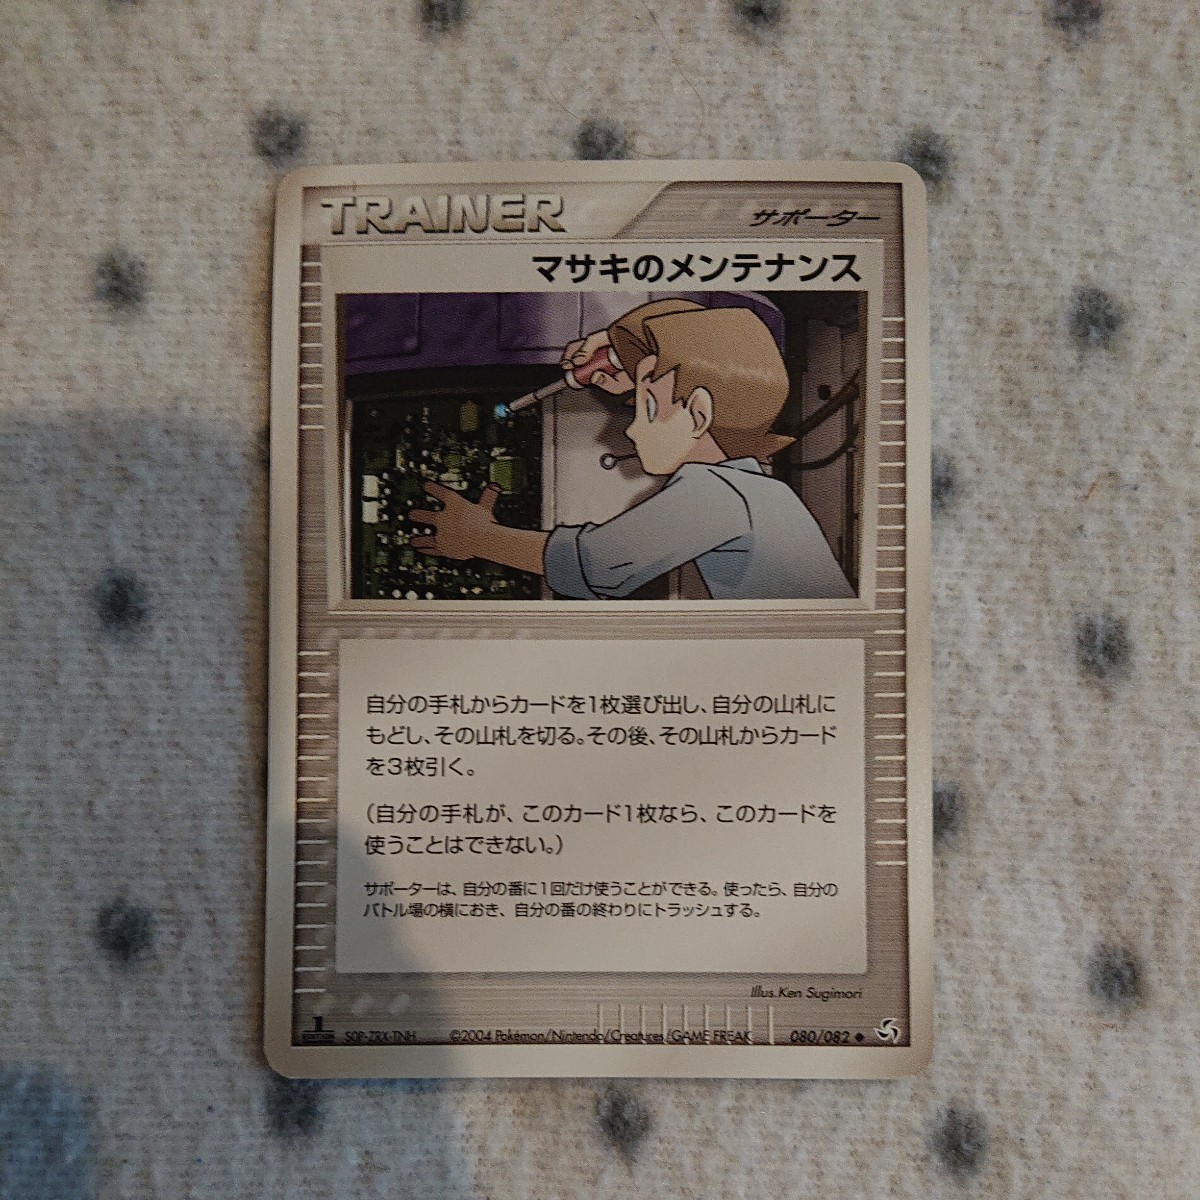 TRAINER
サポーター
マサキのメンテナンス
自分の手札からカードを1枚選び出し、自分の山札に
もどし、その山札を切る。その後、その山札からカード
を3枚引く。
（自分の手札が、このカード1枚なら、このカードを
使うことはできない。）
サポーターは、自分の番に1回だけ使うことができる。使ったら、自分の
バトル場の横におき、自分の番の終わりにトラッシュする。
Illus.Ken Sugimori
1 EDITION
S0P-ZRX-TNH
©2004 Pokémon/Nintendo/Creatures/GAME FREAK
080/082